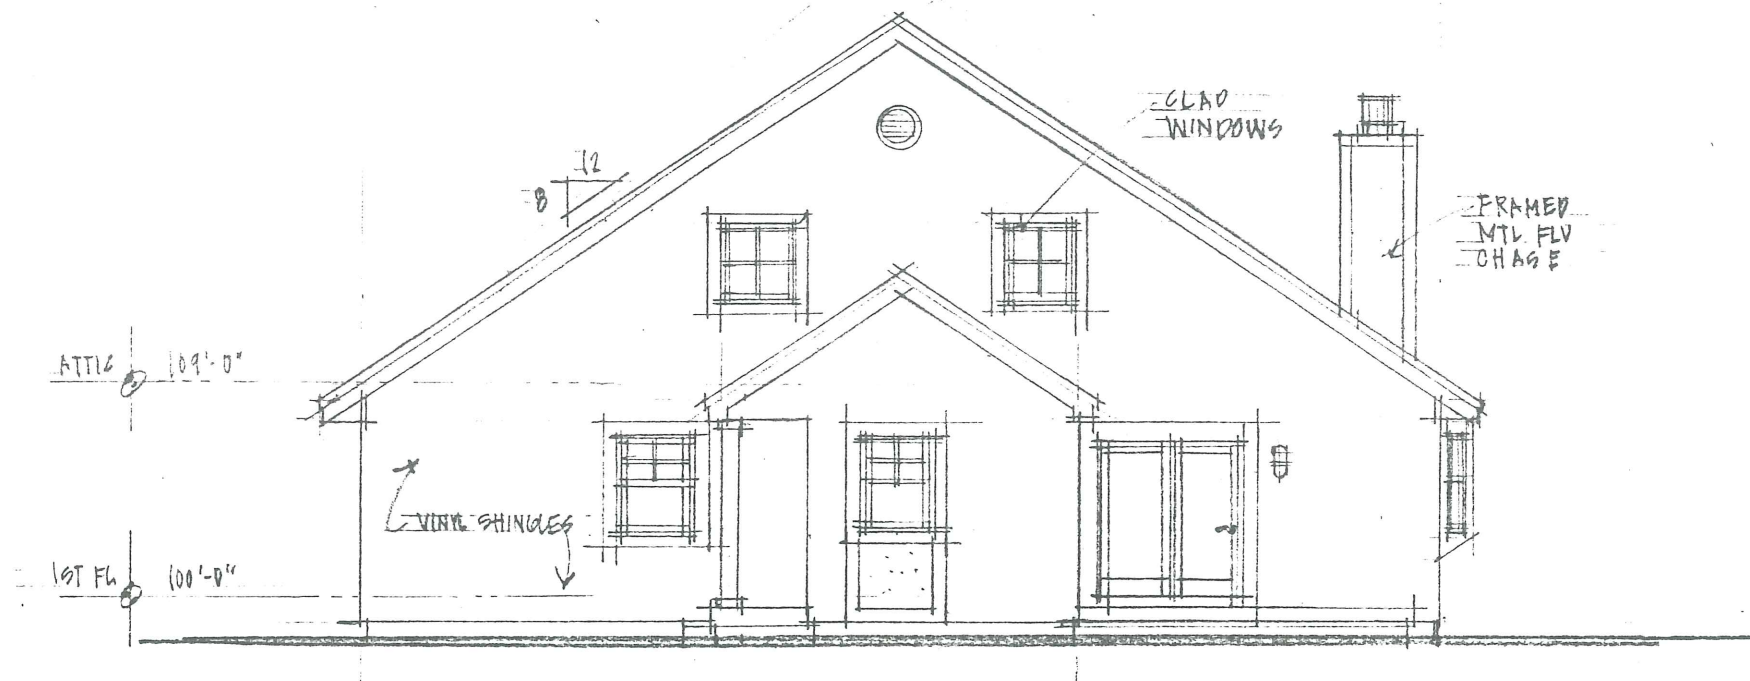 CLAD
WINDOWS
12
8
FRAMED
MTL FLU
CHASE
ATTIC 109'-0"
VINYL SHINGLES
1ST FL 100'-0"